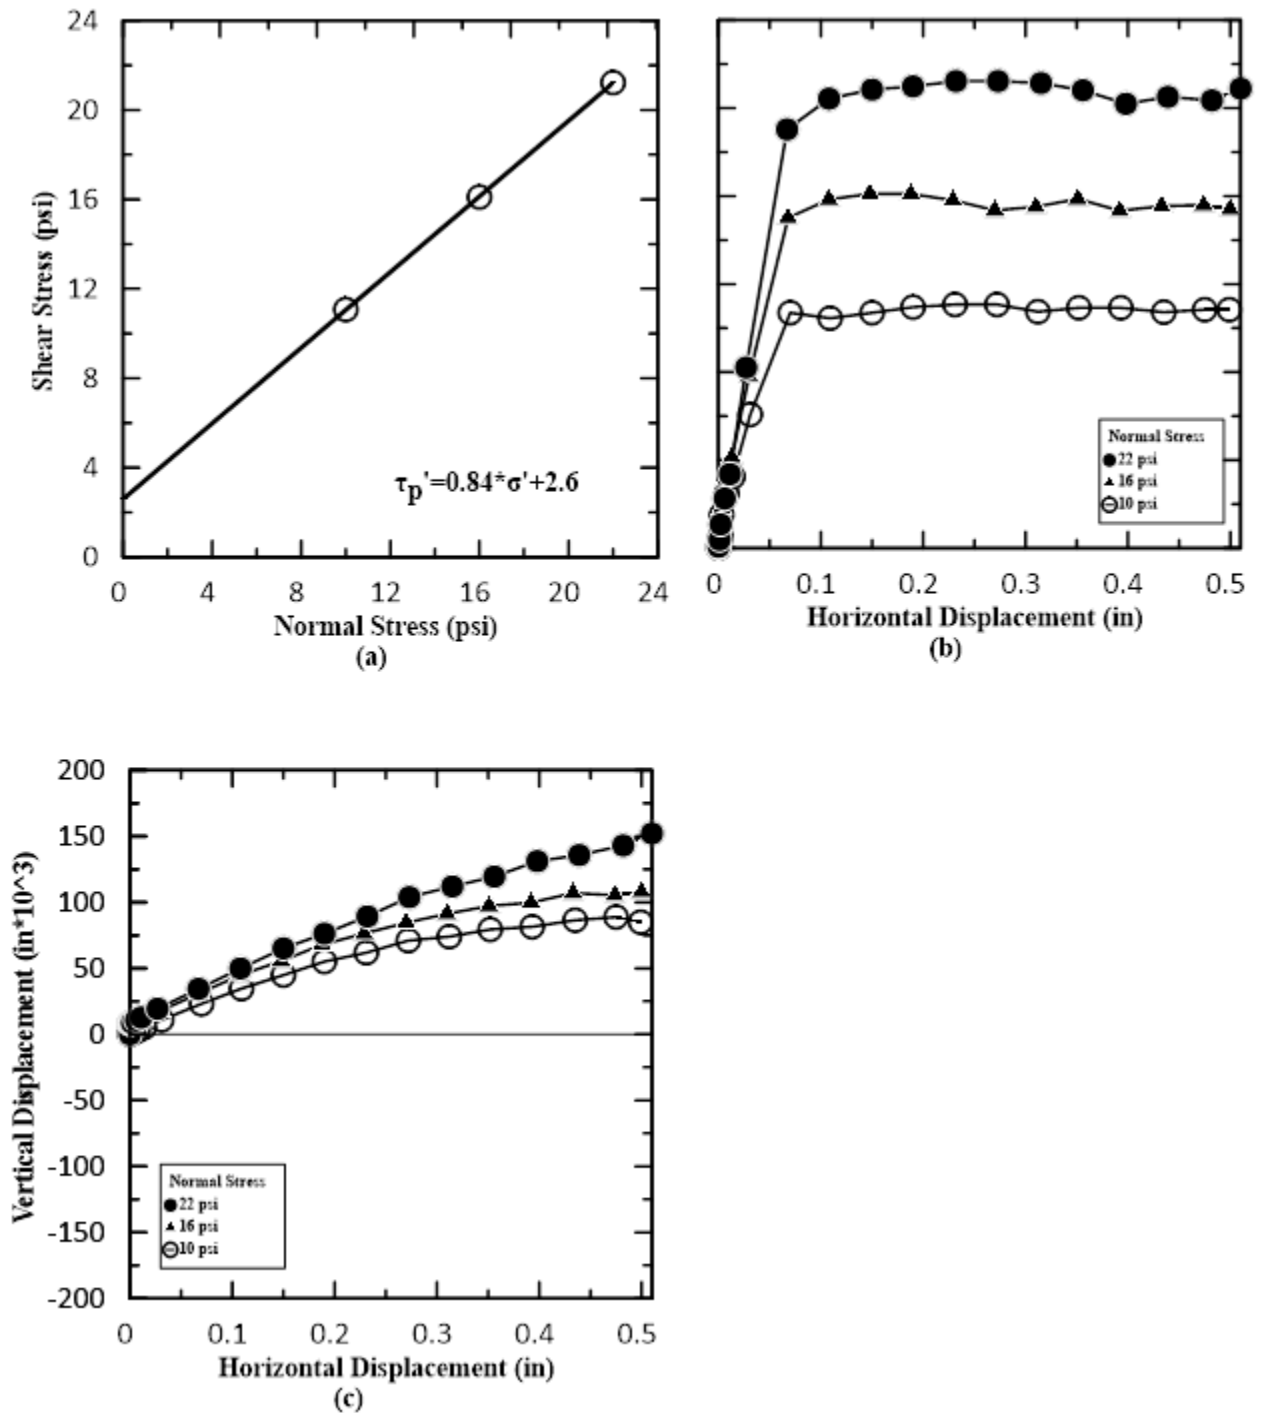 24
20
16
12
8
4
0
Shear Stress (psi)
τp'=0.84*σ'+2.6
0 4 8 12 16 20 24
Normal Stress (psi)
(a)
Normal Stress
22 psi
16 psi
10 psi
0 0.1 0.2 0.3 0.4 0.5
Horizontal Displacement (in)
(b)
200
150
100
50
0
-50
-100
-150
-200
Vertical Displacement (in*10^3)
Normal Stress
22 psi
16 psi
10 psi
0 0.1 0.2 0.3 0.4 0.5
Horizontal Displacement (in)
(c)